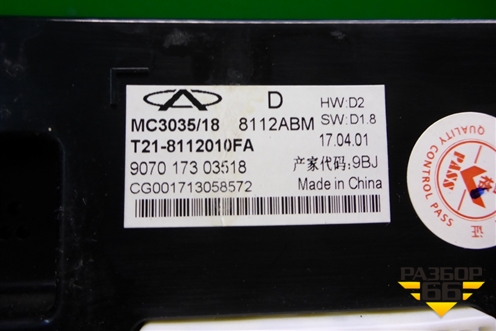 D
HW:D2
SW:D1.8
MC3035/18 8112ABM
T21-8112010FA 17.04.01
9070 173 03518 产家代码:9BJ
CG001713058572 Made in China
QUALITY CONTROL PASS
PASS
证
РАЗБОР
66